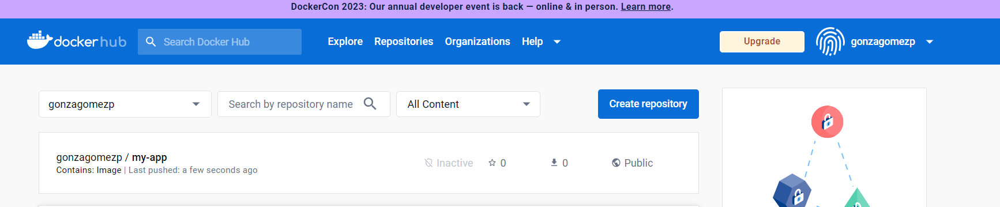 DockerCon 2023: Our annual developer event is back — online & in person. Learn more.
docker hub
Search Docker Hub
Explore Repositories Organizations Help
Upgrade
gonzagomezp
gonzagomezp
Search by repository name
All Content
Create repository
gonzagomezp / my-app
Contains: Image | Last pushed: a few seconds ago
Inactive
0
0
Public